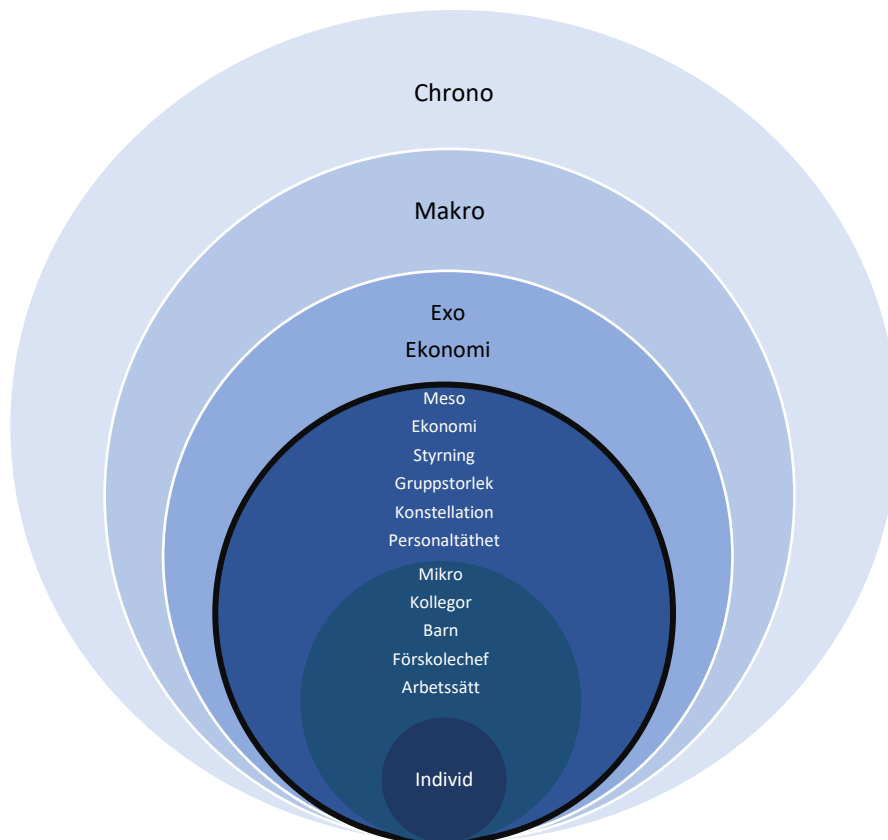 Chrono
Makro
Exo
Ekonomi
Meso
Ekonomi
Styrning
Gruppstorlek
Konstellation
Personaltäthet
Mikro
Kollegor
Barn
Förskolechef
Arbetssätt
Individ